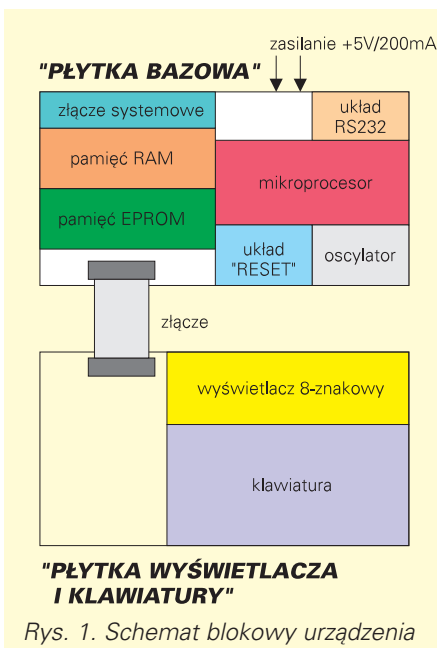 zasilanie +5V/200mA
"PŁYTKA BAZOWA"
złącze systemowe
układ
RS232
pamięć RAM
mikroprocesor
pamięć EPROM
układ
"RESET"
oscylator
złącze
wyświetlacz 8-znakowy
klawiatura
"PŁYTKA WYŚWIETLACZA
I KLAWIATURY"
Rys. 1. Schemat blokowy urządzenia